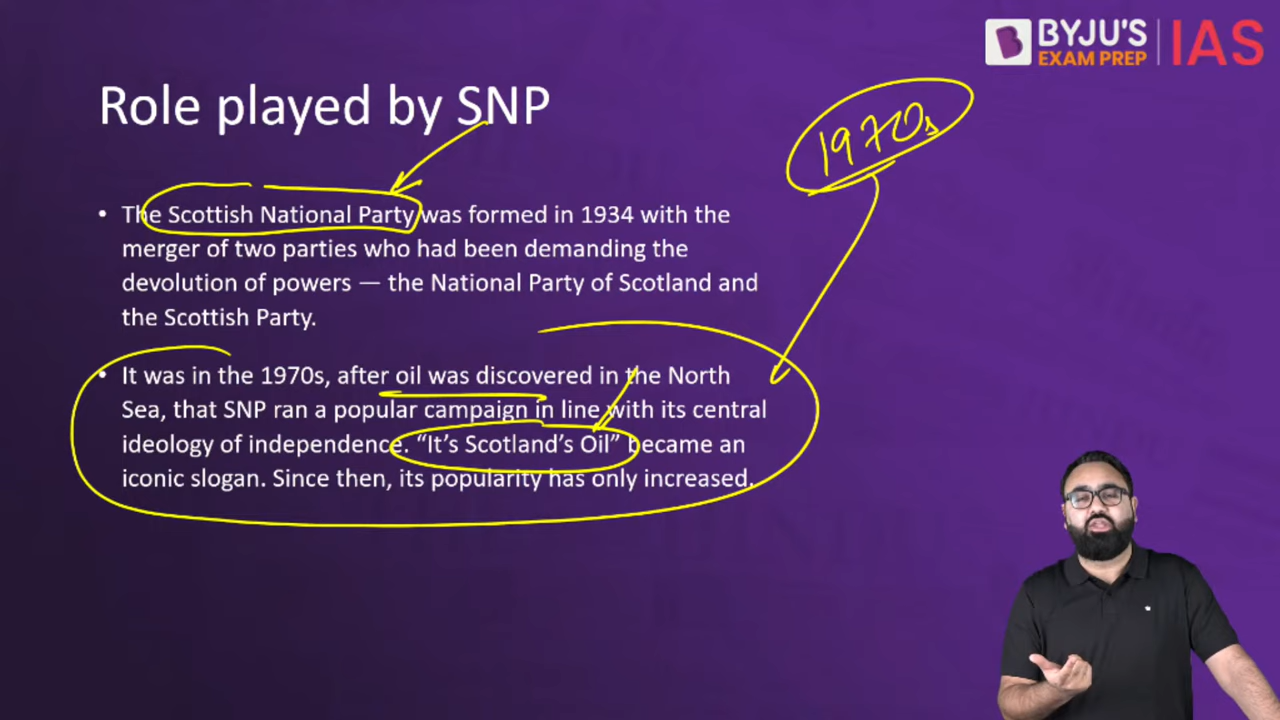 BYJU'S
EXAM PREP
IAS
Role played by SNP
1970s
• The Scottish National Party was formed in 1934 with the
merger of two parties who had been demanding the
devolution of powers — the National Party of Scotland and
the Scottish Party.
• It was in the 1970s, after oil was discovered in the North
Sea, that SNP ran a popular campaign in line with its central
ideology of independence. “It’s Scotland’s Oil” became an
iconic slogan. Since then, its popularity has only increased.